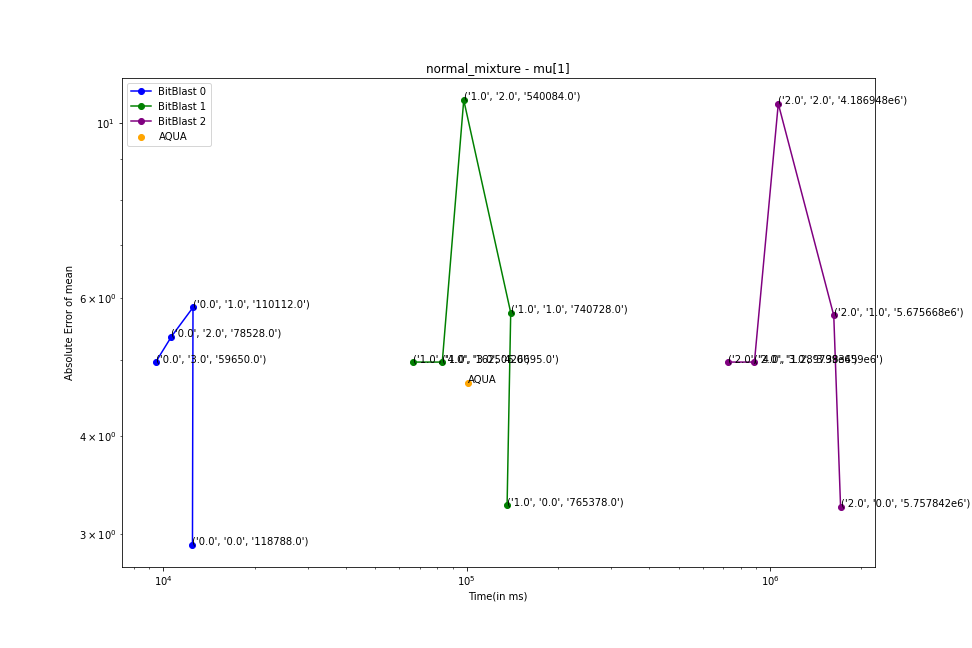 normal_mixture - mu[1]
BitBlast 0
BitBlast 1
BitBlast 2
AQUA
Absolute Error of mean
10¹
6 × 10⁰
4 × 10⁰
3 × 10⁰
('1.0', '2.0', '540084.0')
('2.0', '2.0', '4.186948e6')
('0.0', '1.0', '110112.0')
('1.0', '1.0', '740728.0')
('2.0', '1.0', '5.675668e6')
('0.0', '2.0', '78528.0')
('0.0', '3.0', '59650.0')
AQUA
('1.0', '0.0', '765378.0')
('2.0', '0.0', '5.757842e6')
('0.0', '0.0', '118788.0')
10⁴
10⁵
10⁶
Time(in ms)